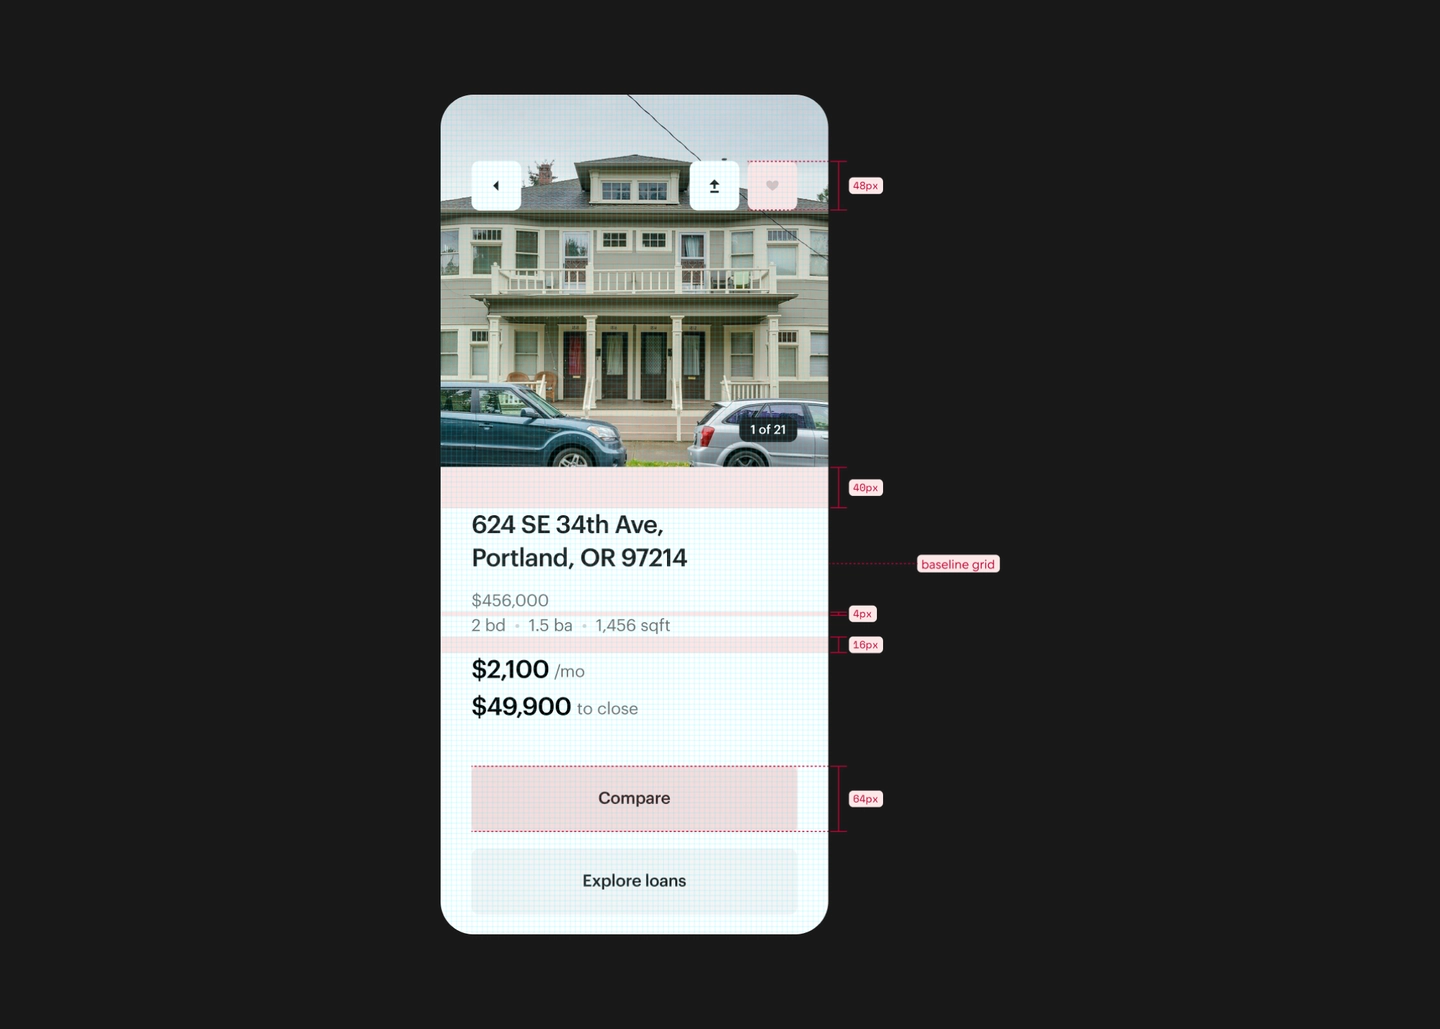 48px
1 of 21
40px
624 SE 34th Ave,
Portland, OR 97214
baseline grid
$456,000
4px
2 bd • 1.5 ba • 1,456 sqft
16px
$2,100 /mo
$49,900 to close
Compare
64px
Explore loans